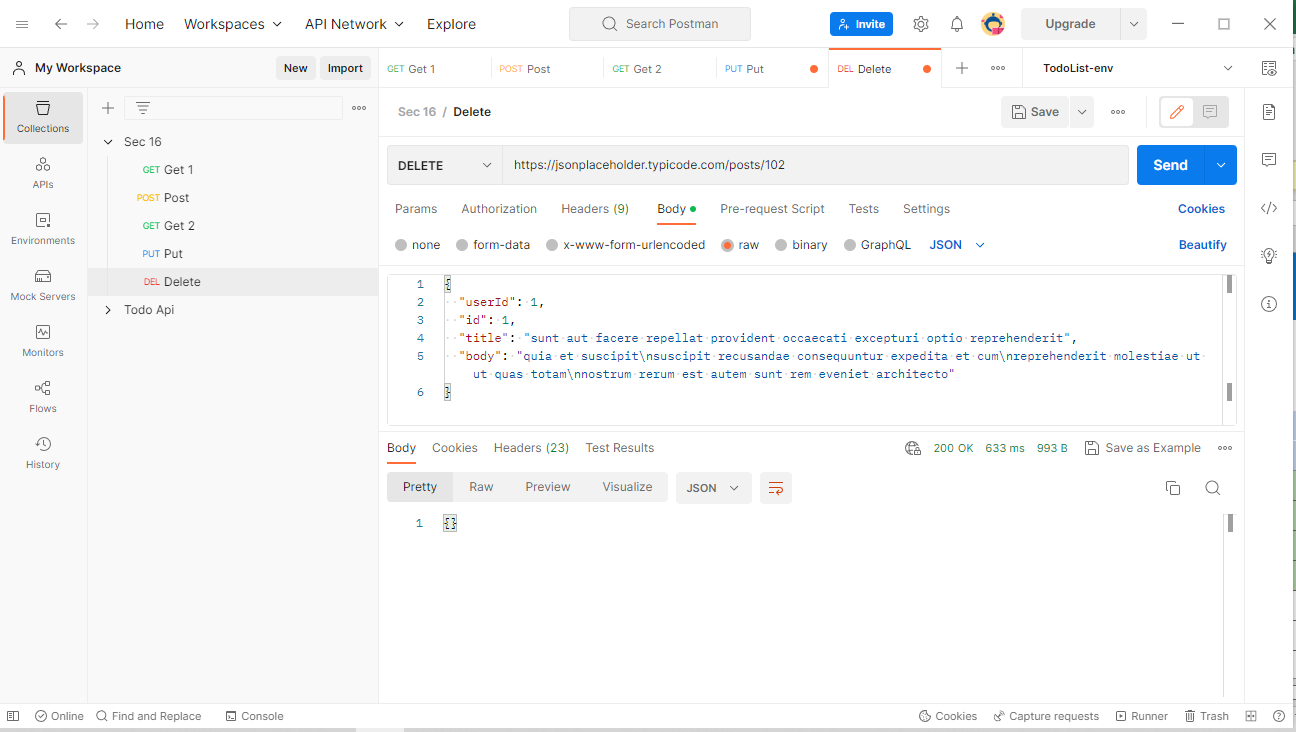 Home Workspaces API Network Explore Search Postman Invite Upgrade
My Workspace New Import GET Get 1 POST Post GET Get 2 PUT Put DEL Delete TodoList-env
Collections
APIs
Environments
Mock Servers
Monitors
Flows
History
Sec 16
GET Get 1
POST Post
GET Get 2
PUT Put
DEL Delete
Todo Api
Sec 16 / Delete Save
DELETE https://jsonplaceholder.typicode.com/posts/102 Send
Params Authorization Headers (9) Body Pre-request Script Tests Settings Cookies
none form-data x-www-form-urlencoded raw binary GraphQL JSON Beautify
1 {
2 "userId": 1,
3 "id": 1,
4 "title": "sunt aut facere repellat provident occaecati excepturi optio reprehenderit",
5 "body": "quia et suscipit\nsuscipit recusandae consequuntur expedita et cum\nreprehenderit molestiae ut
ut quas totam\nnostrum rerum est autem sunt rem eveniet architecto"
6 }
Body Cookies Headers (23) Test Results 200 OK 633 ms 993 B Save as Example
Pretty Raw Preview Visualize JSON
1 {}
Online Find and Replace Console Cookies Capture requests Runner Trash